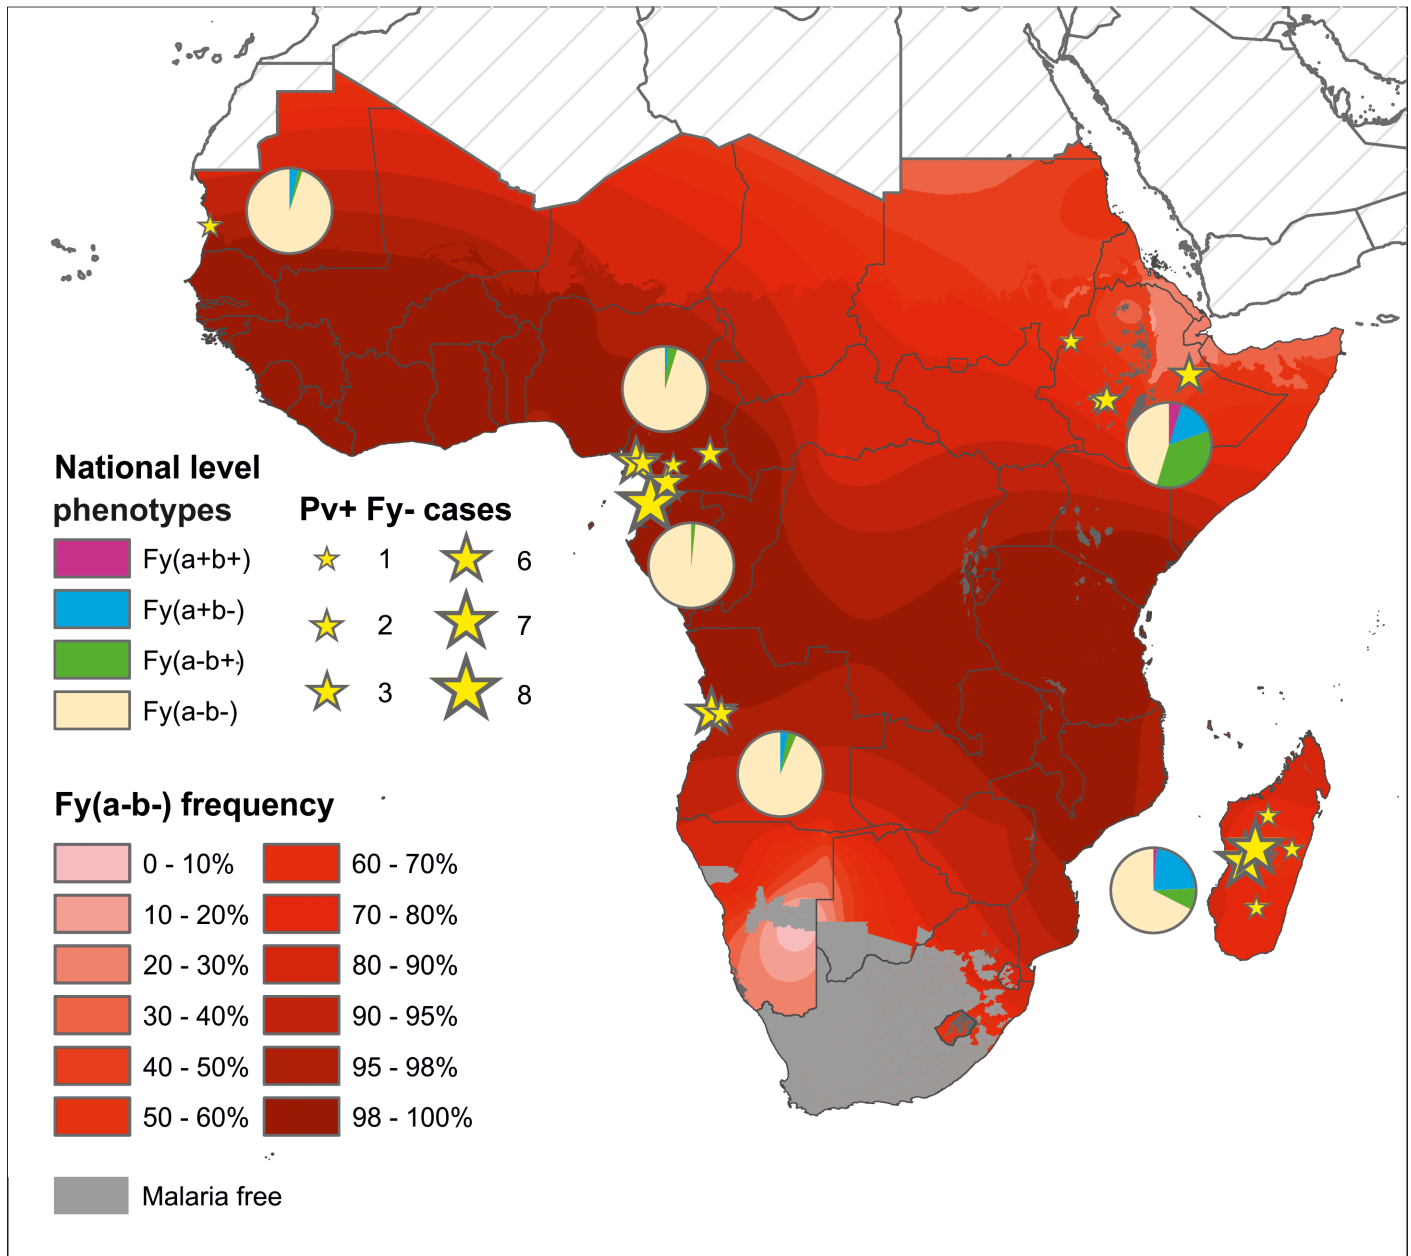 National level
phenotypes
Fy(a+b+)
Fy(a+b-)
Fy(a-b+)
Fy(a-b-)
Pv+ Fy- cases
1
6
2
7
3
8
Fy(a-b-) frequency
0 - 10%
60 - 70%
10 - 20%
70 - 80%
20 - 30%
80 - 90%
30 - 40%
90 - 95%
40 - 50%
95 - 98%
50 - 60%
98 - 100%
Malaria free